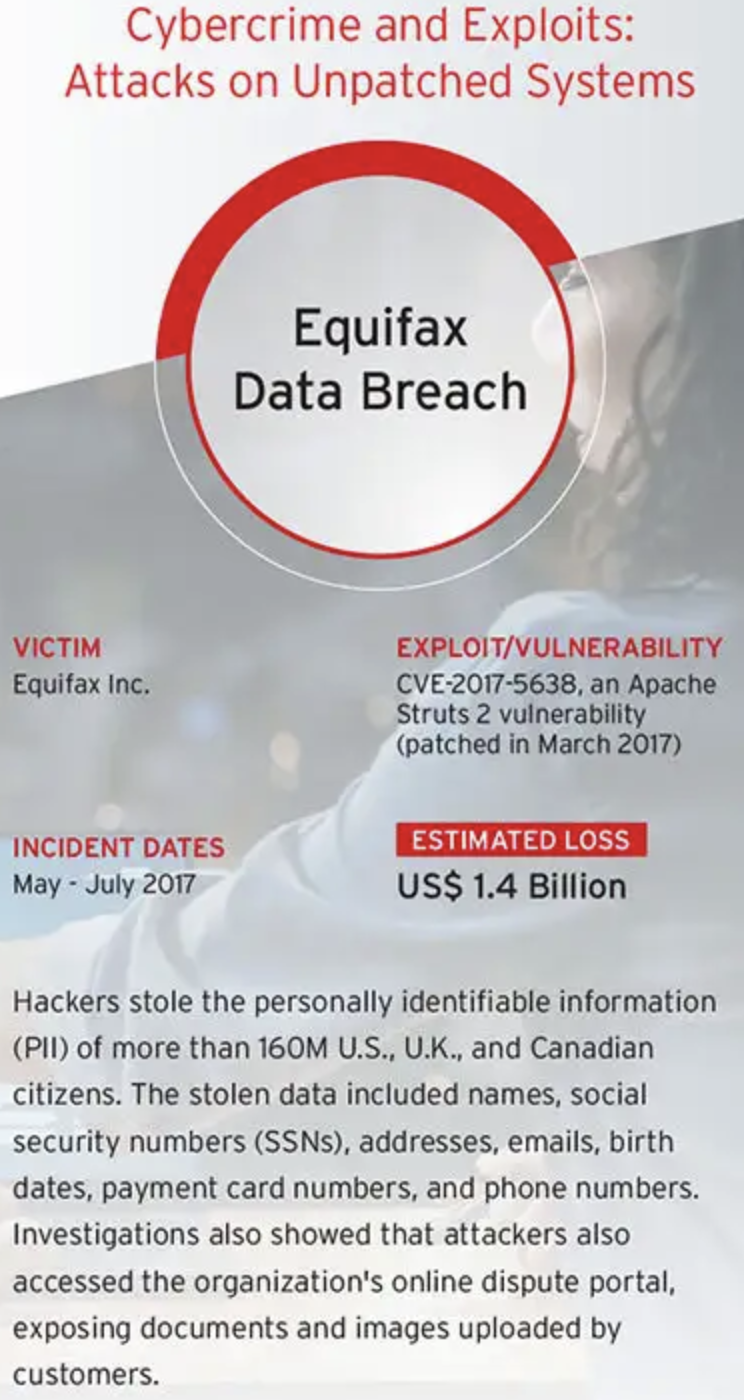 Cybercrime and Exploits:
Attacks on Unpatched Systems
Equifax
Data Breach
VICTIM
Equifax Inc.
EXPLOIT/VULNERABILITY
CVE-2017-5638, an Apache
Struts 2 vulnerability
(patched in March 2017)
INCIDENT DATES
May - July 2017
ESTIMATED LOSS
US$ 1.4 Billion
Hackers stole the personally identifiable information
(PII) of more than 160M U.S., U.K., and Canadian
citizens. The stolen data included names, social
security numbers (SSNs), addresses, emails, birth
dates, payment card numbers, and phone numbers.
Investigations also showed that attackers also
accessed the organization's online dispute portal,
exposing documents and images uploaded by
customers.